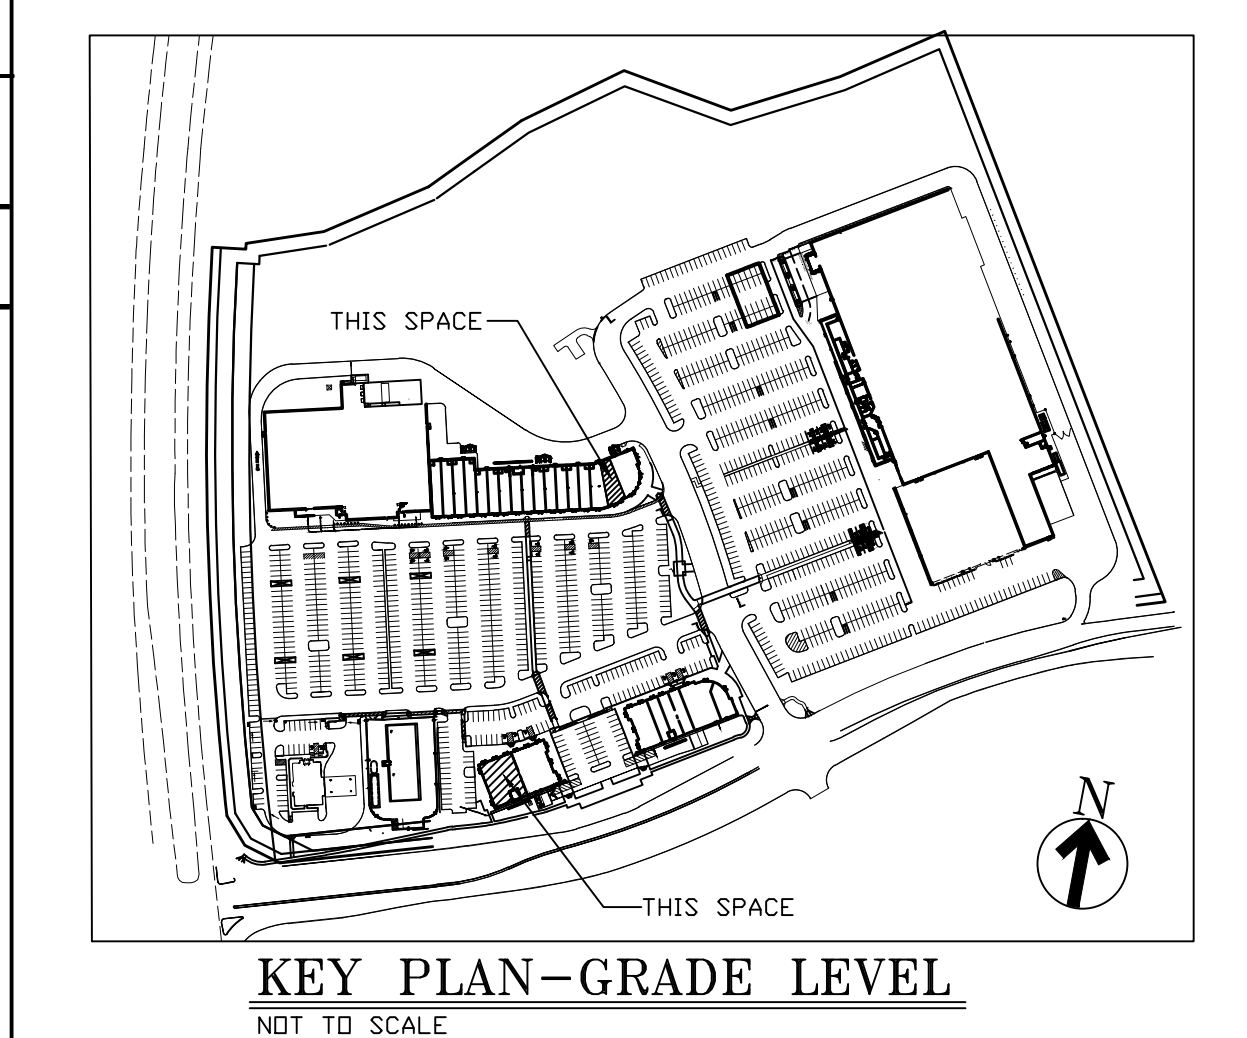 THIS SPACE
THIS SPACE
N
KEY PLAN-GRADE LEVEL
NOT TO SCALE